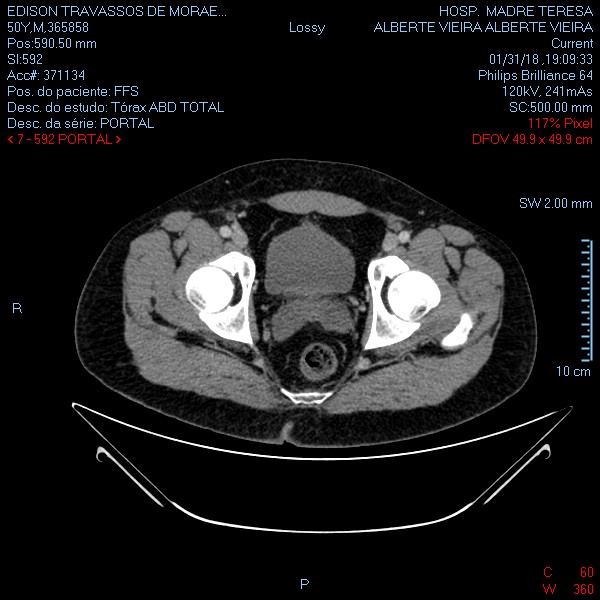 EDISON TRAVASSOS DE MORAE...
50Y,M,365858
Pos:590.50 mm
SI:592
Acc#: 371134
Pos. do paciente: FFS
Desc. do estudo: Tórax ABD TOTAL
Desc. da série: PORTAL
< 7 - 592 PORTAL >
Lossy
HOSP. MADRE TERESA
ALBERTE VIEIRA ALBERTE VIEIRA
Current
01/31/18 ,19:09:33
Philips Brilliance 64
120kV, 241mAs
SC:500.00 mm
117% Pixel
DFOV 49.9 x 49.9 cm
SW 2.00 mm
R
10 cm
P
C 60
W 360